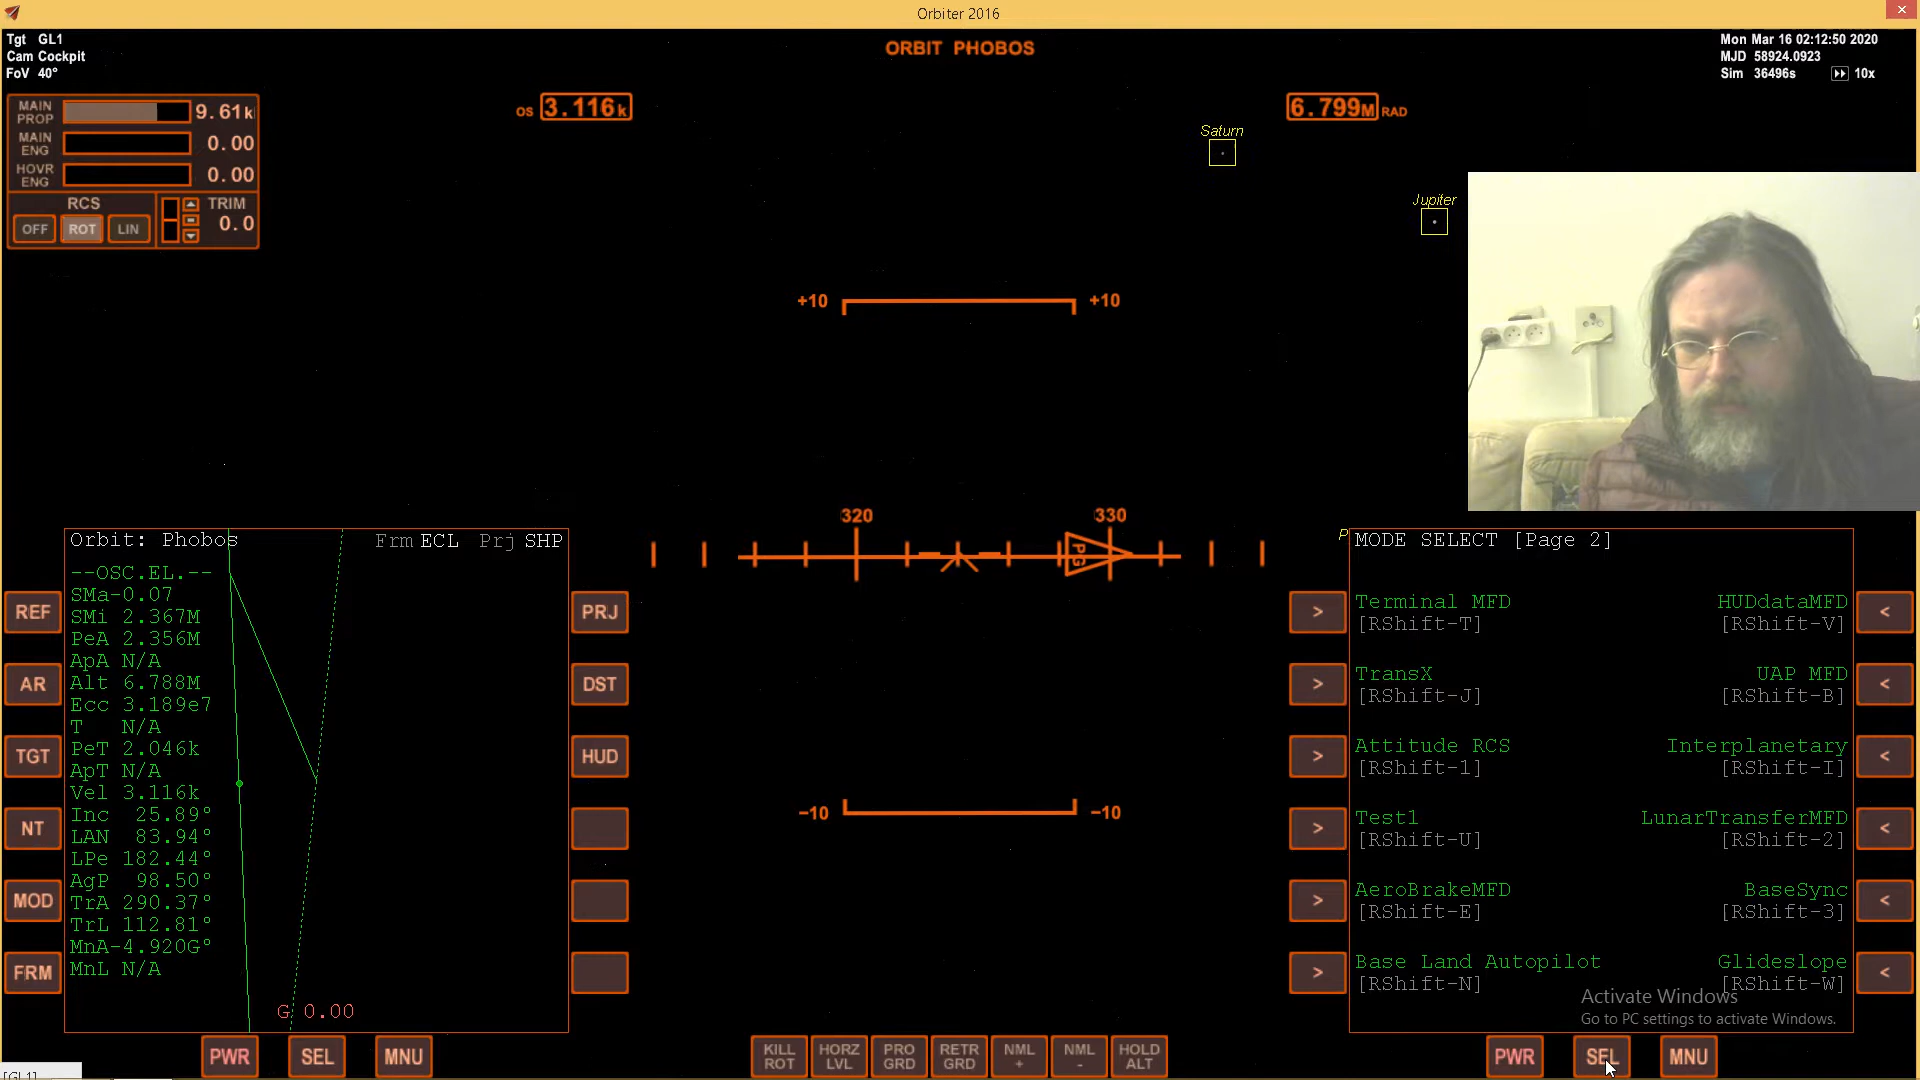 Orbiter 2016
Tgt GL1
Cam Cockpit
FoV 40°
ORBIT PHOBOS
Mon Mar 16 02:12:50 2020
MJD 58924.0923
Sim 36496s 10x
MAIN PROP 9.61k
MAIN ENG 0.00
HOVR ENG 0.00
RCS TRIM
OFF ROT LIN 0.0
OS 3.116k
6.799M RAD
Saturn
Jupiter
+10 +10
320 330
PG
-10 -10
P
Orbit: Phobos Frm ECL Prj SHP
--OSC.EL.--
SMa-0.07
SMi 2.367M
PeA 2.356M
ApA N/A
Alt 6.788M
Ecc 3.189e7
T N/A
PeT 2.046k
ApT N/A
Vel 3.116k
Inc 25.89°
LAN 83.94°
LPe 182.44°
AgP 98.50°
TrA 290.37°
TrL 112.81°
MnA-4.920G°
MnL N/A
G 0.00
REF
AR
TGT
NT
MOD
FRM
PRJ
DST
HUD
PWR SEL MNU
KILL ROT
HORZ LVL
PRO GRD
RETR GRD
NML +
NML -
HOLD ALT
MODE SELECT [Page 2]
Terminal MFD HUDdataMFD
[RShift-T] [RShift-V]
TransX UAP MFD
[RShift-J] [RShift-B]
Attitude RCS Interplanetary
[RShift-1] [RShift-I]
Test1 LunarTransferMFD
[RShift-U] [RShift-2]
AeroBrakeMFD BaseSync
[RShift-E] [RShift-3]
Base Land Autopilot Glideslope
[RShift-N] [RShift-W]
Activate Windows
Go to PC settings to activate Windows.
PWR SEL MNU
[GL1]